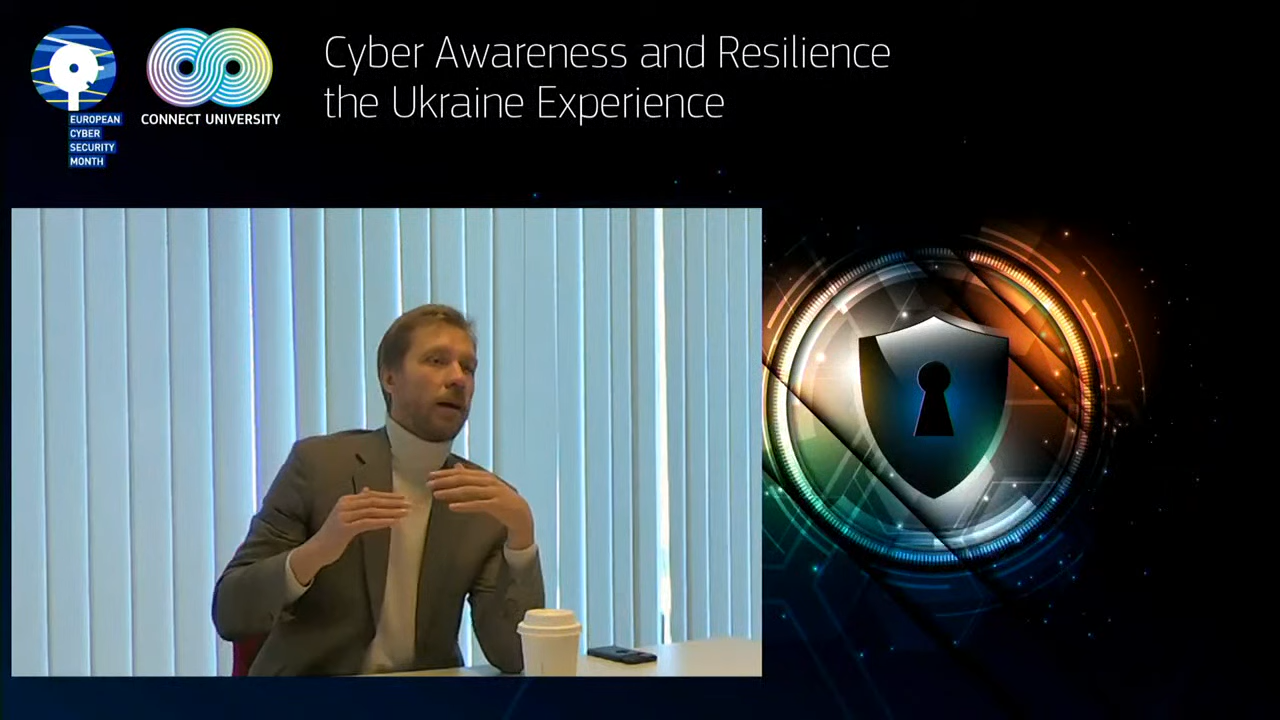 Cyber Awareness and Resilience
the Ukraine Experience
EUROPEAN
CYBER
SECURITY
MONTH
CONNECT UNIVERSITY